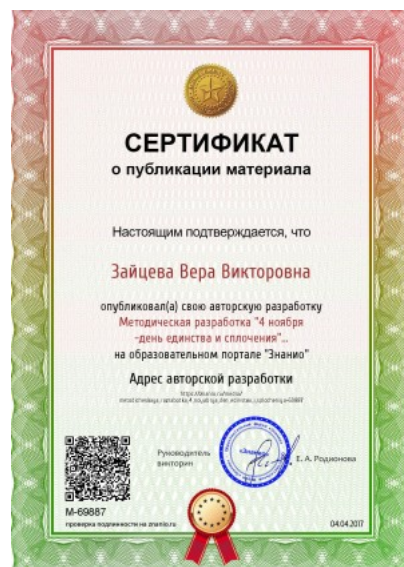 СЕРТИФИКАТ
о публикации материала
Настоящим подтверждается, что
Зайцева Вера Викторовна
опубликовал(а) свою авторскую разработку
Методическая разработка "4 ноября
-день единства и сплочения"...
на образовательном портале "Знанио"
Адрес авторской разработки
Руководитель
викторин
«Знанио»
Е. А. Родионова
М-69887
проверка подлинности на znanio.ru
04.04.2017